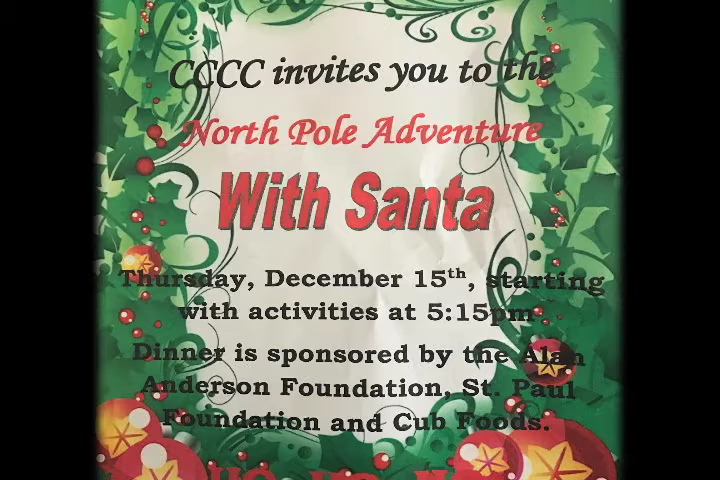 CCCC invites you to the
North Pole Adventure
With Santa
Thursday, December 15th, starting
with activities at 5:15pm
Dinner is sponsored by the Alan
Anderson Foundation, St. Paul
Foundation and Cub Foods.